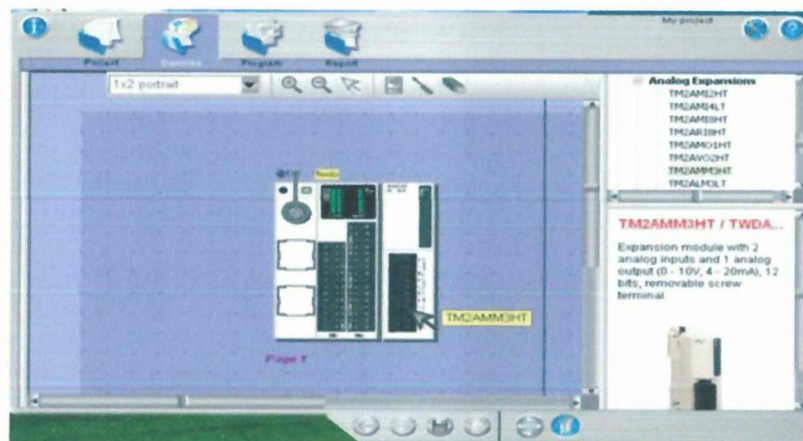 My project
Project
Describe
Program
Report
1x2 portrait
Analog Expansions
TM2AMI2HT
TM2AMI4LT
TM2AMI8HT
TM2ARI8HT
TM2AMO1HT
TM2AVO2HT
TM2AMM3HT
TM2ALM3LT
Twido
TM2AMM3HT
Page 1
TM2AMM3HT / TWDA...
Expansion module with 2
analog inputs and 1 analog
output (0 - 10V, 4 - 20mA), 12
bits, removable screw
terminal